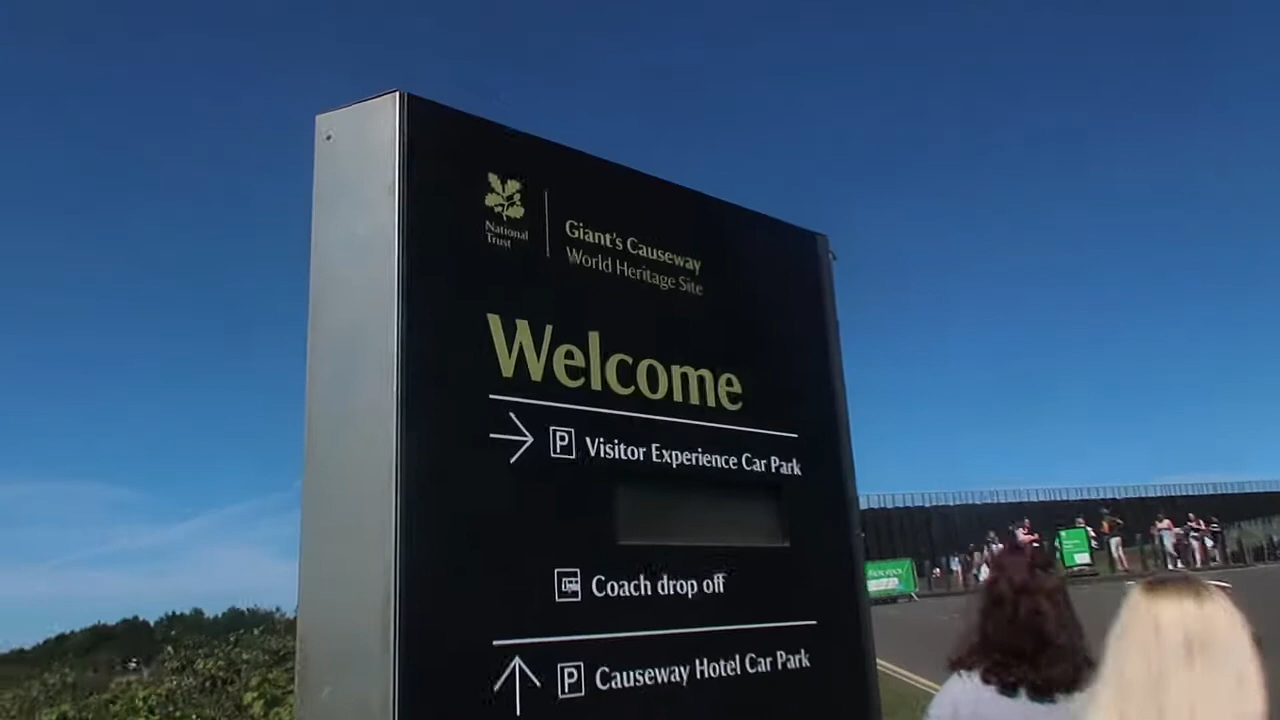 National
Trust
Giant's Causeway
World Heritage Site
Welcome
P Visitor Experience Car Park
Coach drop off
P Causeway Hotel Car Park